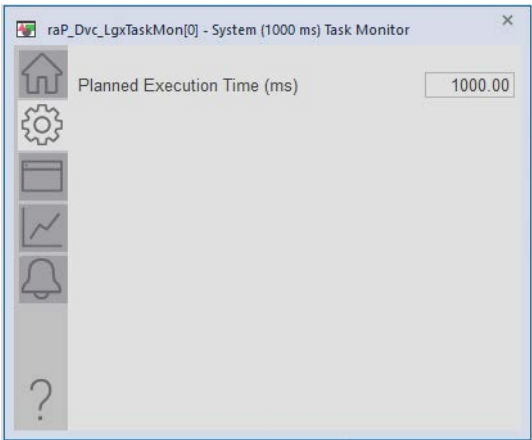 raP_Dvc_LgxTaskMon[0] - System (1000 ms) Task Monitor
Planned Execution Time (ms) 1000.00
?